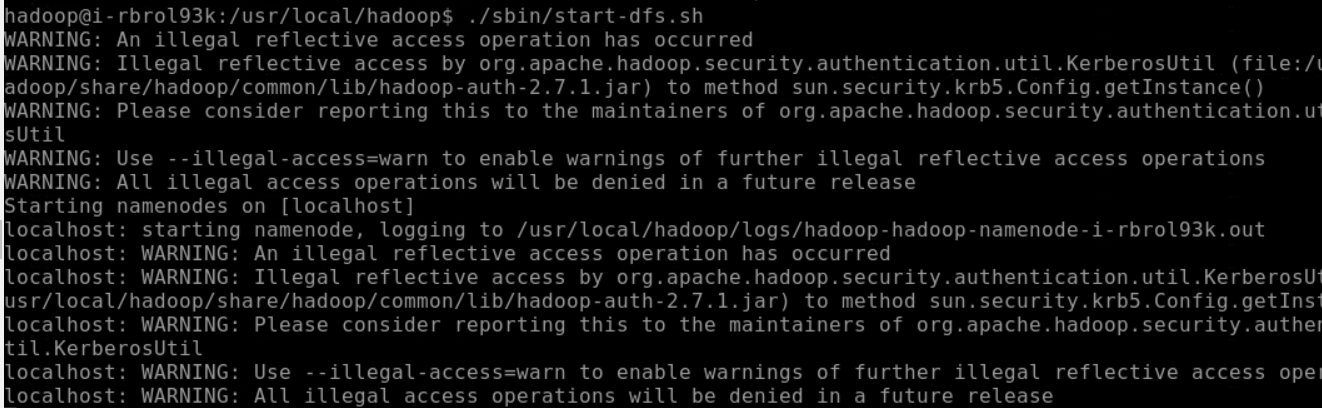 hadoop@i-rbrol93k:/usr/local/hadoop$ ./sbin/start-dfs.sh
WARNING: An illegal reflective access operation has occurred
WARNING: Illegal reflective access by org.apache.hadoop.security.authentication.util.KerberosUtil (file:/u
adoop/share/hadoop/common/lib/hadoop-auth-2.7.1.jar) to method sun.security.krb5.Config.getInstance()
WARNING: Please consider reporting this to the maintainers of org.apache.hadoop.security.authentication.ut
sUtil
WARNING: Use --illegal-access=warn to enable warnings of further illegal reflective access operations
WARNING: All illegal access operations will be denied in a future release
Starting namenodes on [localhost]
localhost: starting namenode, logging to /usr/local/hadoop/logs/hadoop-hadoop-namenode-i-rbrol93k.out
localhost: WARNING: An illegal reflective access operation has occurred
localhost: WARNING: Illegal reflective access by org.apache.hadoop.security.authentication.util.KerberosUt
usr/local/hadoop/share/hadoop/common/lib/hadoop-auth-2.7.1.jar) to method sun.security.krb5.Config.getInst
localhost: WARNING: Please consider reporting this to the maintainers of org.apache.hadoop.security.authen
til.KerberosUtil
localhost: WARNING: Use --illegal-access=warn to enable warnings of further illegal reflective access oper
localhost: WARNING: All illegal access operations will be denied in a future release